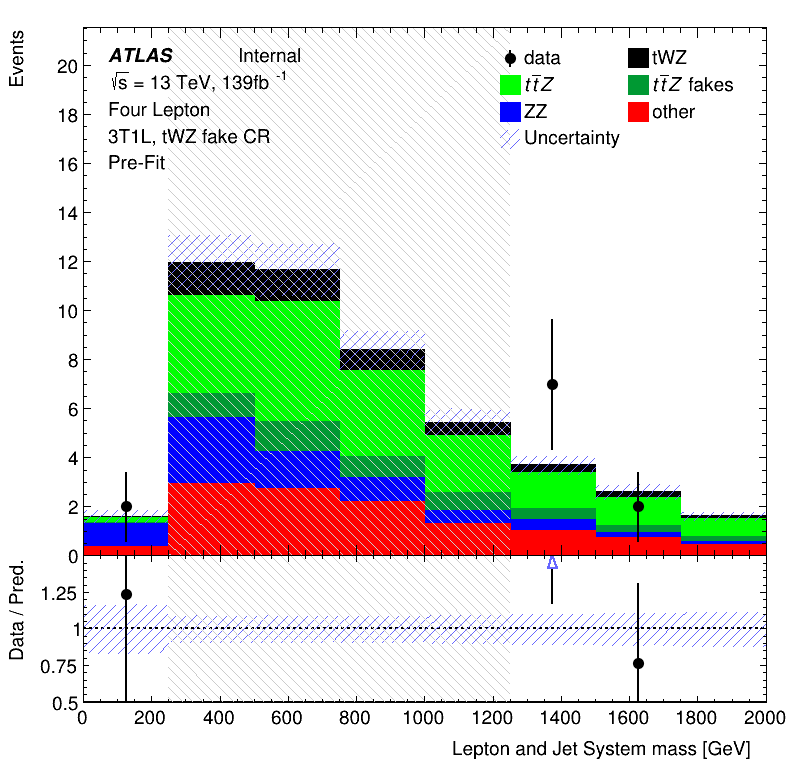 ATLAS Internal
√s = 13 TeV, 139fb⁻¹
Four Lepton
3T1L, tWZ fake CR
Pre-Fit
data
tWZ
tt̄Z
tt̄Z fakes
ZZ
other
Uncertainty
Events
20
18
16
14
12
10
8
6
4
2
0
Data / Pred.
1.25
1
0.75
0.5
0 200 400 600 800 1000 1200 1400 1600 1800 2000
Lepton and Jet System mass [GeV]